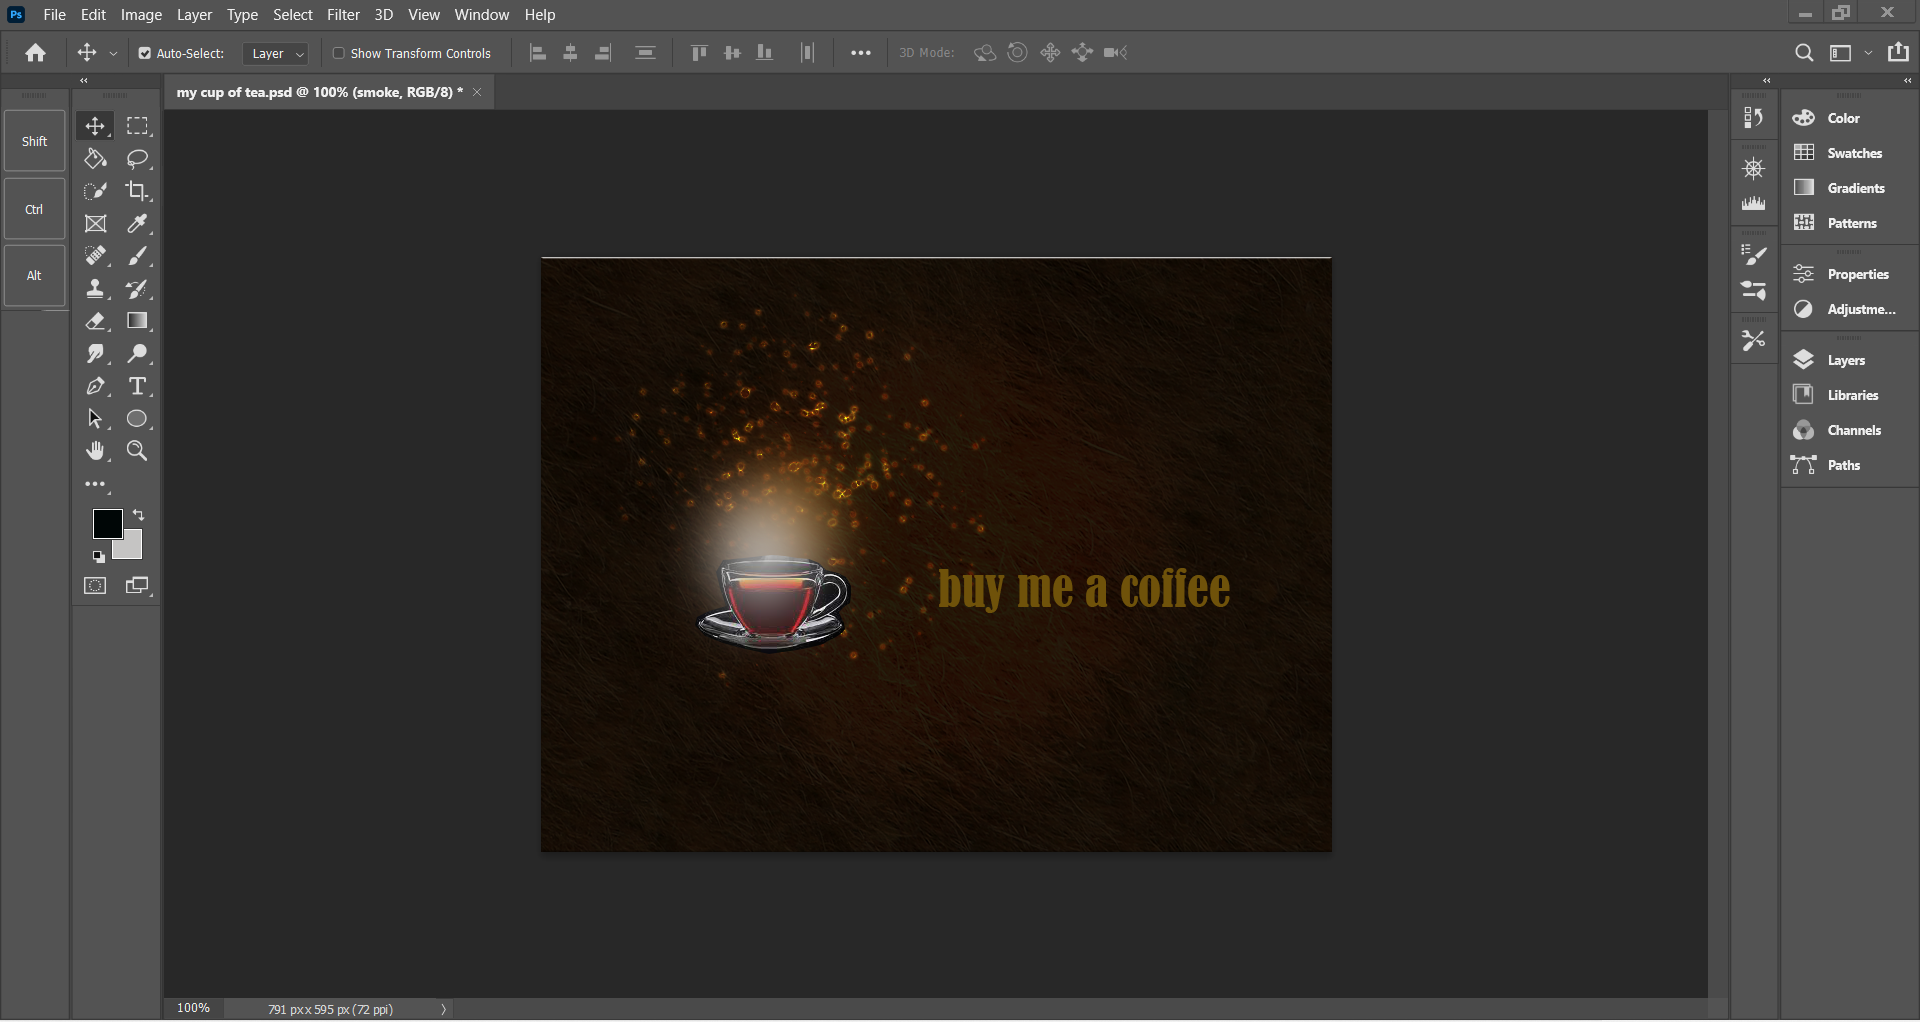 Ps File Edit Image Layer Type Select Filter 3D View Window Help
Auto-Select: Layer Show Transform Controls 3D Mode:
my cup of tea.psd @ 100% (smoke, RGB/8) *
Shift
Ctrl
Alt
T
buy me a coffee
Color
Swatches
Gradients
Patterns
Properties
Adjustme...
Layers
Libraries
Channels
Paths
100% 791 px x 595 px (72 ppi)